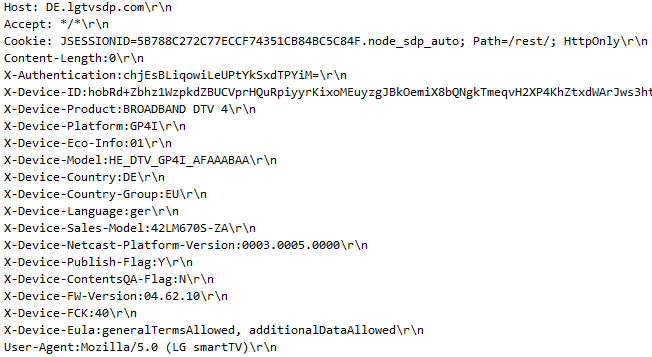 Host: DE.lgtvsdp.com\r\n
Accept: */*\r\n
Cookie: JSESSIONID=5B788C272C77ECCF74351CB84BC5C84F.node_sdp_auto; Path=/rest/; HttpOnly\r\n
Content-Length:0\r\n
X-Authentication:chjEsBLiqowiLeUPtYkSxdTPYiM=\r\n
X-Device-ID:hobRd+Zbhz1WzpkdZBUCVprHQuRpiyyrKixoMEuyzgJBkOemiX8bQNgkTmeqvH2XP4KhZtxdWArJws3ht
X-Device-Product:BROADBAND DTV 4\r\n
X-Device-Platform:GP4I\r\n
X-Device-Eco-Info:01\r\n
X-Device-Model:HE_DTV_GP4I_AFAAABAA\r\n
X-Device-Country:DE\r\n
X-Device-Country-Group:EU\r\n
X-Device-Language:ger\r\n
X-Device-Sales-Model:42LM670S-ZA\r\n
X-Device-Netcast-Platform-Version:0003.0005.0000\r\n
X-Device-Publish-Flag:Y\r\n
X-Device-ContentsQA-Flag:N\r\n
X-Device-FW-Version:04.62.10\r\n
X-Device-FCK:40\r\n
X-Device-Eula:generalTermsAllowed, additionalDataAllowed\r\n
User-Agent:Mozilla/5.0 (LG smartTV)\r\n